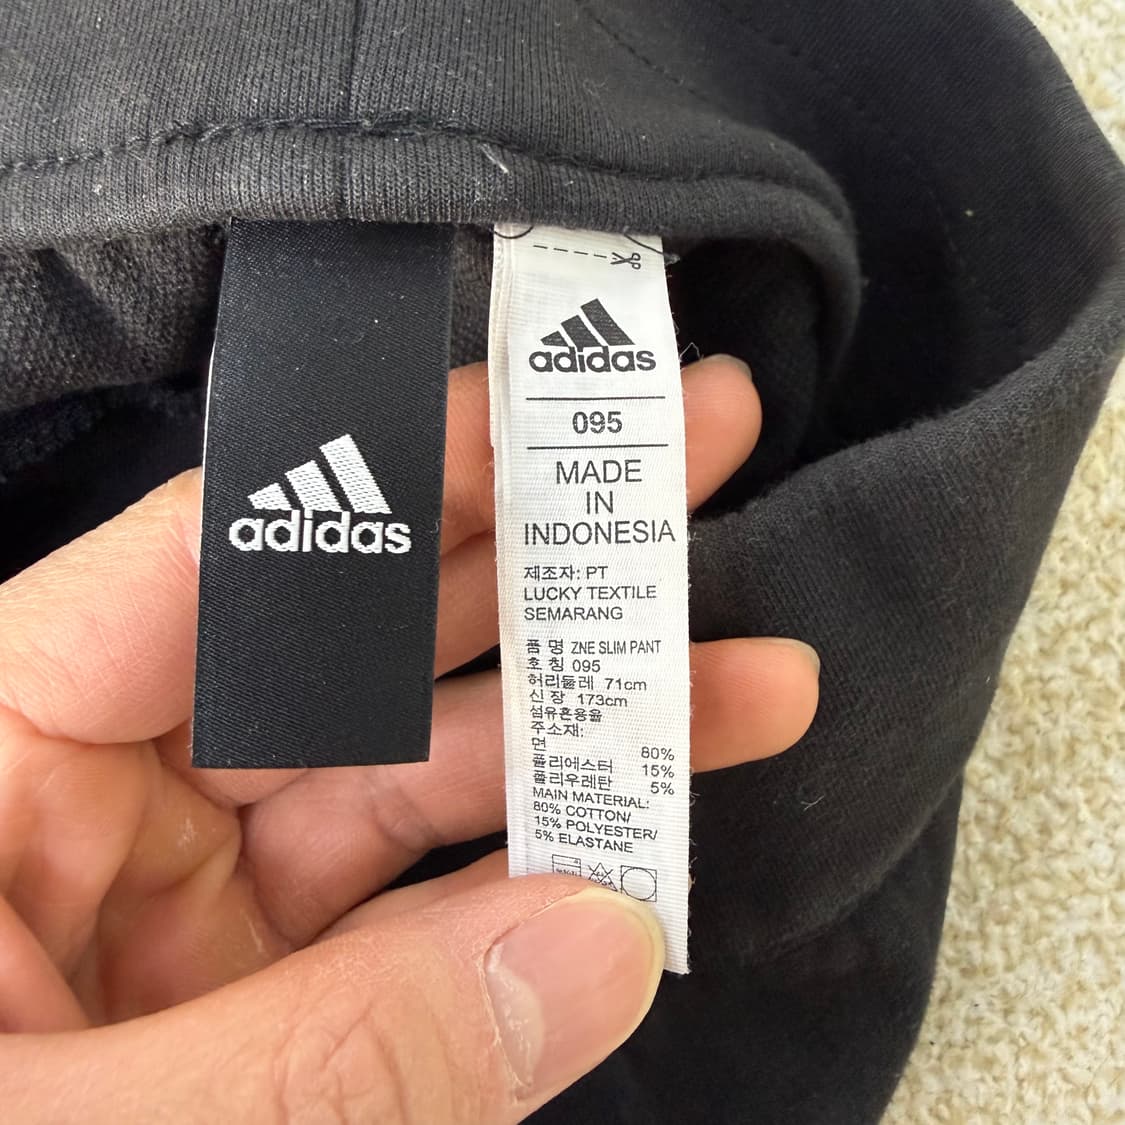 adidas
adidas
095
MADE
IN
INDONESIA
제조자: PT
LUCKY TEXTILE
SEMARANG
품 명 ZNE SLIM PANT
호 칭 095
허리둘레 71cm
신 장 173cm
섬유혼용율
주소재:
면 80%
폴리에스터 15%
폴리우레탄 5%
MAIN MATERIAL:
80% COTTON/
15% POLYESTER/
5% ELASTANE